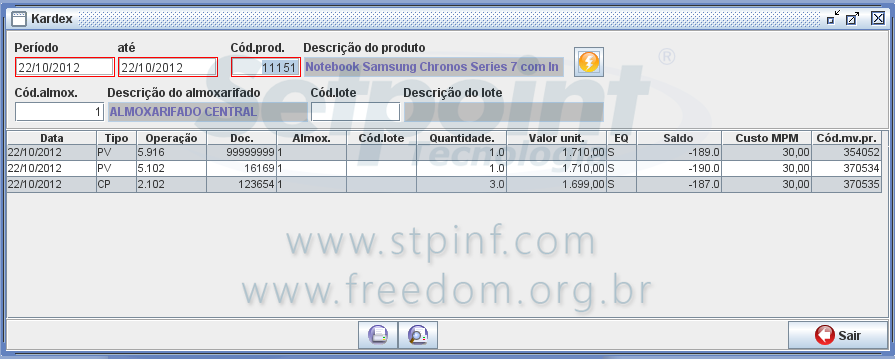 Kardex
Período até Cód.prod. Descrição do produto
22/10/2012 22/10/2012 11151 Notebook Samsung Chronos Series 7 com In
Cód.almox. Descrição do almoxarifado Cód.lote Descrição do lote
1 ALMOXARIFADO CENTRAL
Setpoint®
Tecnologia
Data Tipo Operação Doc. Almox. Cód.lote Quantidade. Valor unit. EQ Saldo Custo MPM Cód.mv.pr.
22/10/2012 PV 5.916 99999999 1 1.0 1.710,00 S -189.0 30,00 354052
22/10/2012 PV 5.102 16169 1 1.0 1.710,00 S -190.0 30,00 370534
22/10/2012 CP 2.102 123654 1 3.0 1.699,00 S -187.0 30,00 370535
www.stpinf.com
www.freedom.org.br
Sair